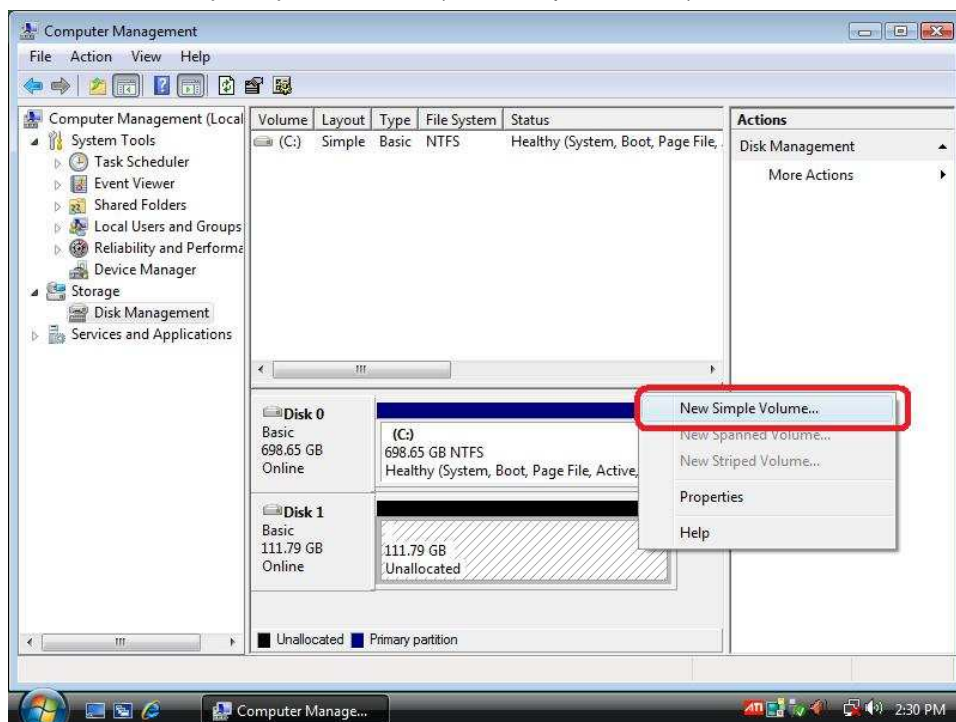 Computer Management
File Action View Help
Computer Management (Local
System Tools
Task Scheduler
Event Viewer
Shared Folders
Local Users and Groups
Reliability and Performa
Device Manager
Storage
Disk Management
Services and Applications
Volume Layout Type File System Status
(C:) Simple Basic NTFS Healthy (System, Boot, Page File,
Actions
Disk Management
More Actions
Disk 0
Basic
698.65 GB
Online
(C:)
698.65 GB NTFS
Healthy (System, Boot, Page File, Active,
Disk 1
Basic
111.79 GB
Online
111.79 GB
Unallocated
New Simple Volume...
New Spanned Volume...
New Striped Volume...
Properties
Help
Unallocated Primary partition
Computer Manage...
2:30 PM